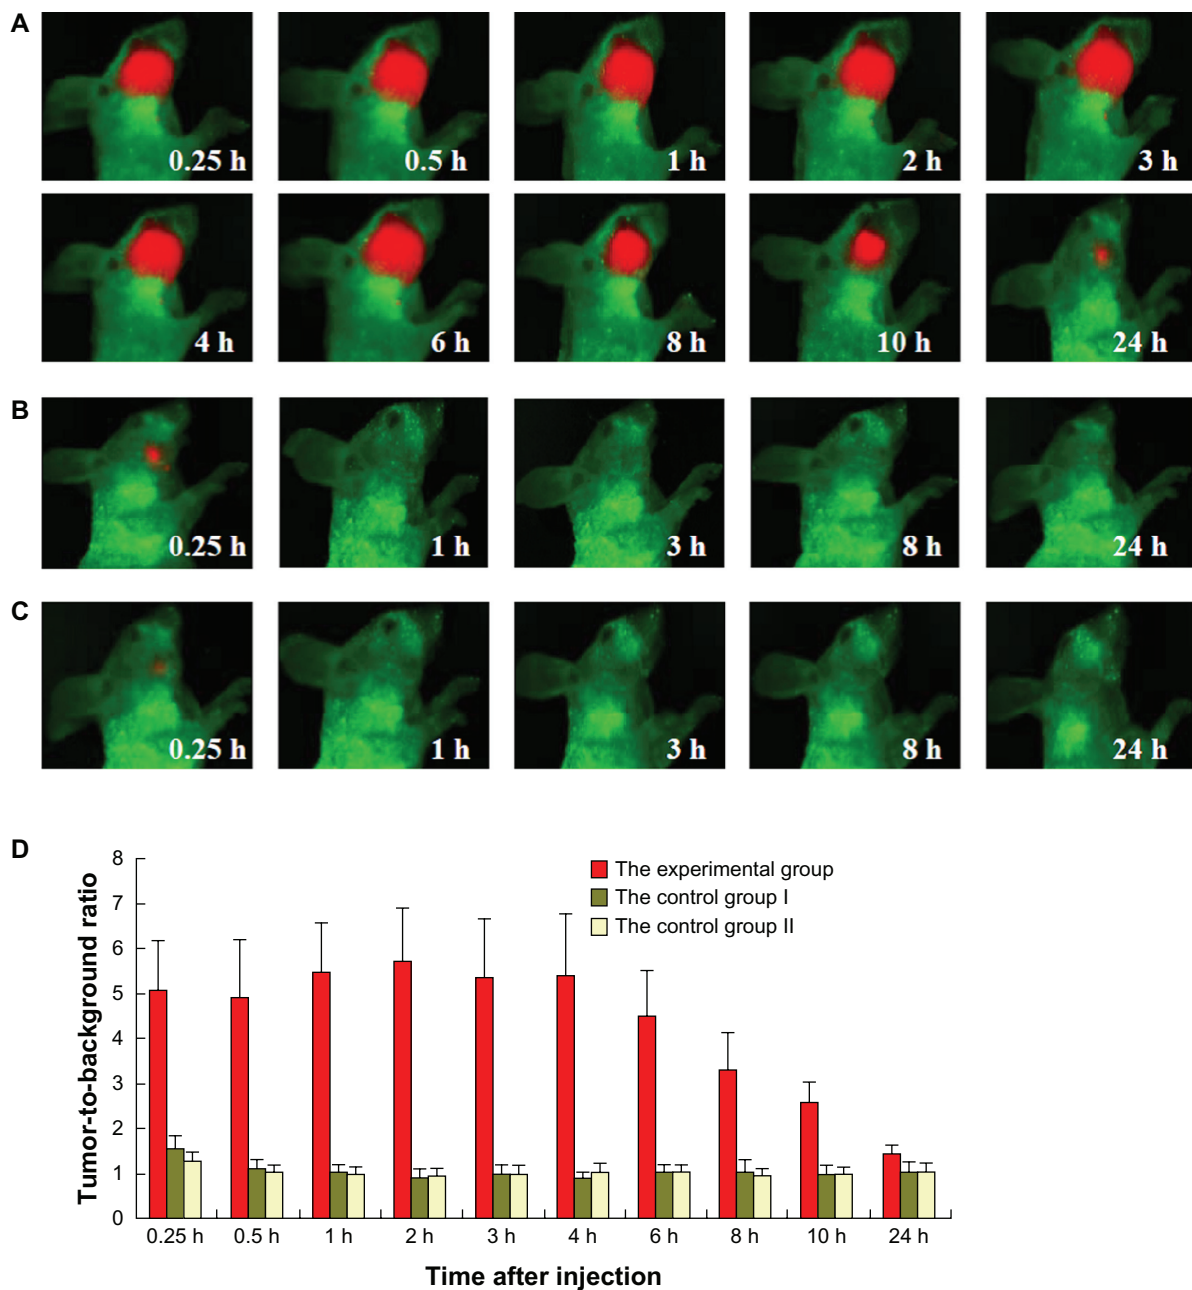 A
0.25 h 0.5 h 1 h 2 h 3 h
4 h 6 h 8 h 10 h 24 h
B
0.25 h 1 h 3 h 8 h 24 h
C
0.25 h 1 h 3 h 8 h 24 h
D
Tumor-to-background ratio
8
7
6
5
4
3
2
1
0
The experimental group
The control group I
The control group II
0.25 h 0.5 h 1 h 2 h 3 h 4 h 6 h 8 h 10 h 24 h
Time after injection